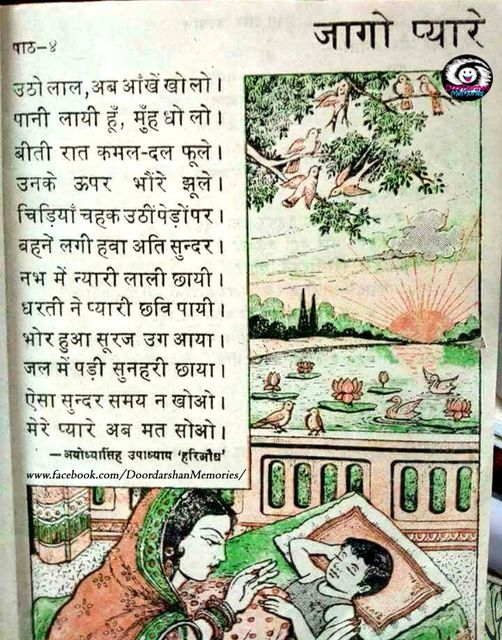 जागो प्यारे
पाठ-४
उठो लाल, अब आँखें खोलो।
पानी लायी हूँ, मुँह धो लो।
बीती रात कमल-दल फूले।
उनके ऊपर भौंरे झूले।
चिड़ियाँ चहक उठीं पेड़ों पर।
बहने लगी हवा अति सुन्दर।
नभ में न्यारी लाली छायी।
धरती ने प्यारी छवि पायी।
भोर हुआ सूरज उग आया।
जल में पड़ी सुनहरी छाया।
ऐसा सुन्दर समय न खोओ।
मेरे प्यारे अब मत सोओ।
—अयोध्यासिंह उपाध्याय 'हरिऔध'
www.facebook.com/DoordarshanMemories/